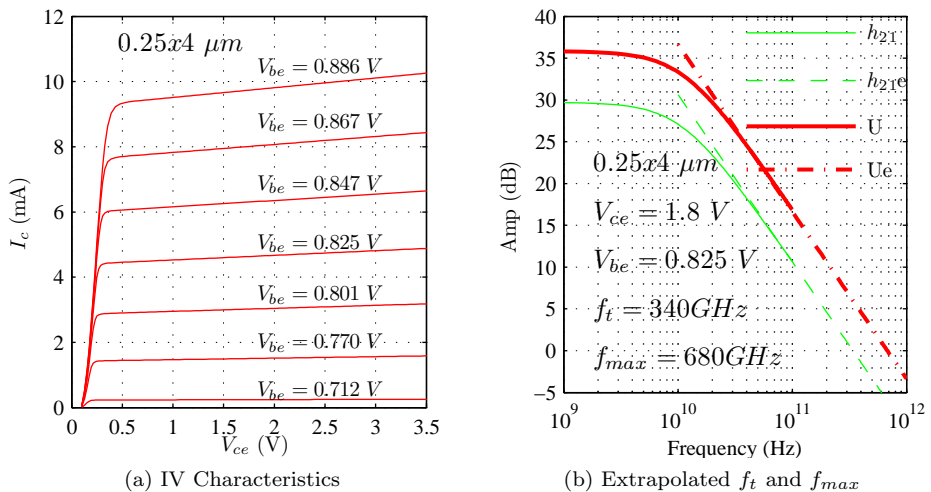 12
10
8
6
4
2
0
I_c (mA)
0.25x4 μm
V_be = 0.886 V
V_be = 0.867 V
V_be = 0.847 V
V_be = 0.825 V
V_be = 0.801 V
V_be = 0.770 V
V_be = 0.712 V
0 0.5 1 1.5 2 2.5 3 3.5
V_ce (V)
(a) IV Characteristics
40
35
30
25
20
15
10
5
0
−5
Amp (dB)
h_21
h_21e
U
Ue
0.25x4 μm
V_ce = 1.8 V
V_be = 0.825 V
f_t = 340GHz
f_max = 680GHz
10^9 10^10 10^11 10^12
Frequency (Hz)
(b) Extrapolated f_t and f_max